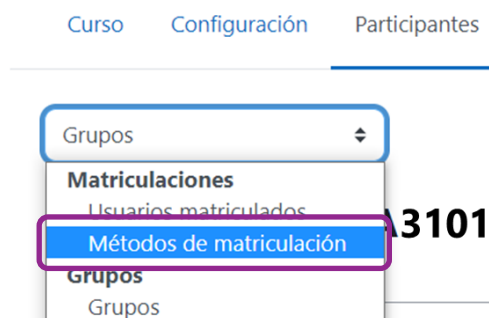 Curso Configuración Participantes
Grupos
Matriculaciones
Usuarios matriculados
A3101
Métodos de matriculación
Grupos
Grupos